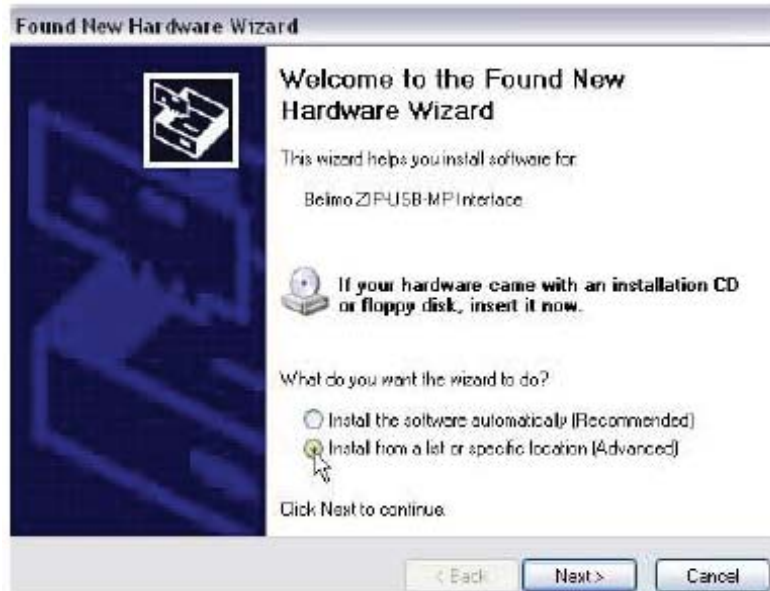 Found New Hardware Wizard
Welcome to the Found New
Hardware Wizard
This wizard helps you install software for:
Belimo ZIP-USB-MP Interface
If your hardware came with an installation CD
or floppy disk, insert it now.
What do you want the wizard to do?
Install the software automatically (Recommended)
Install from a list or specific location (Advanced)
Click Next to continue.
< Back
Next >
Cancel